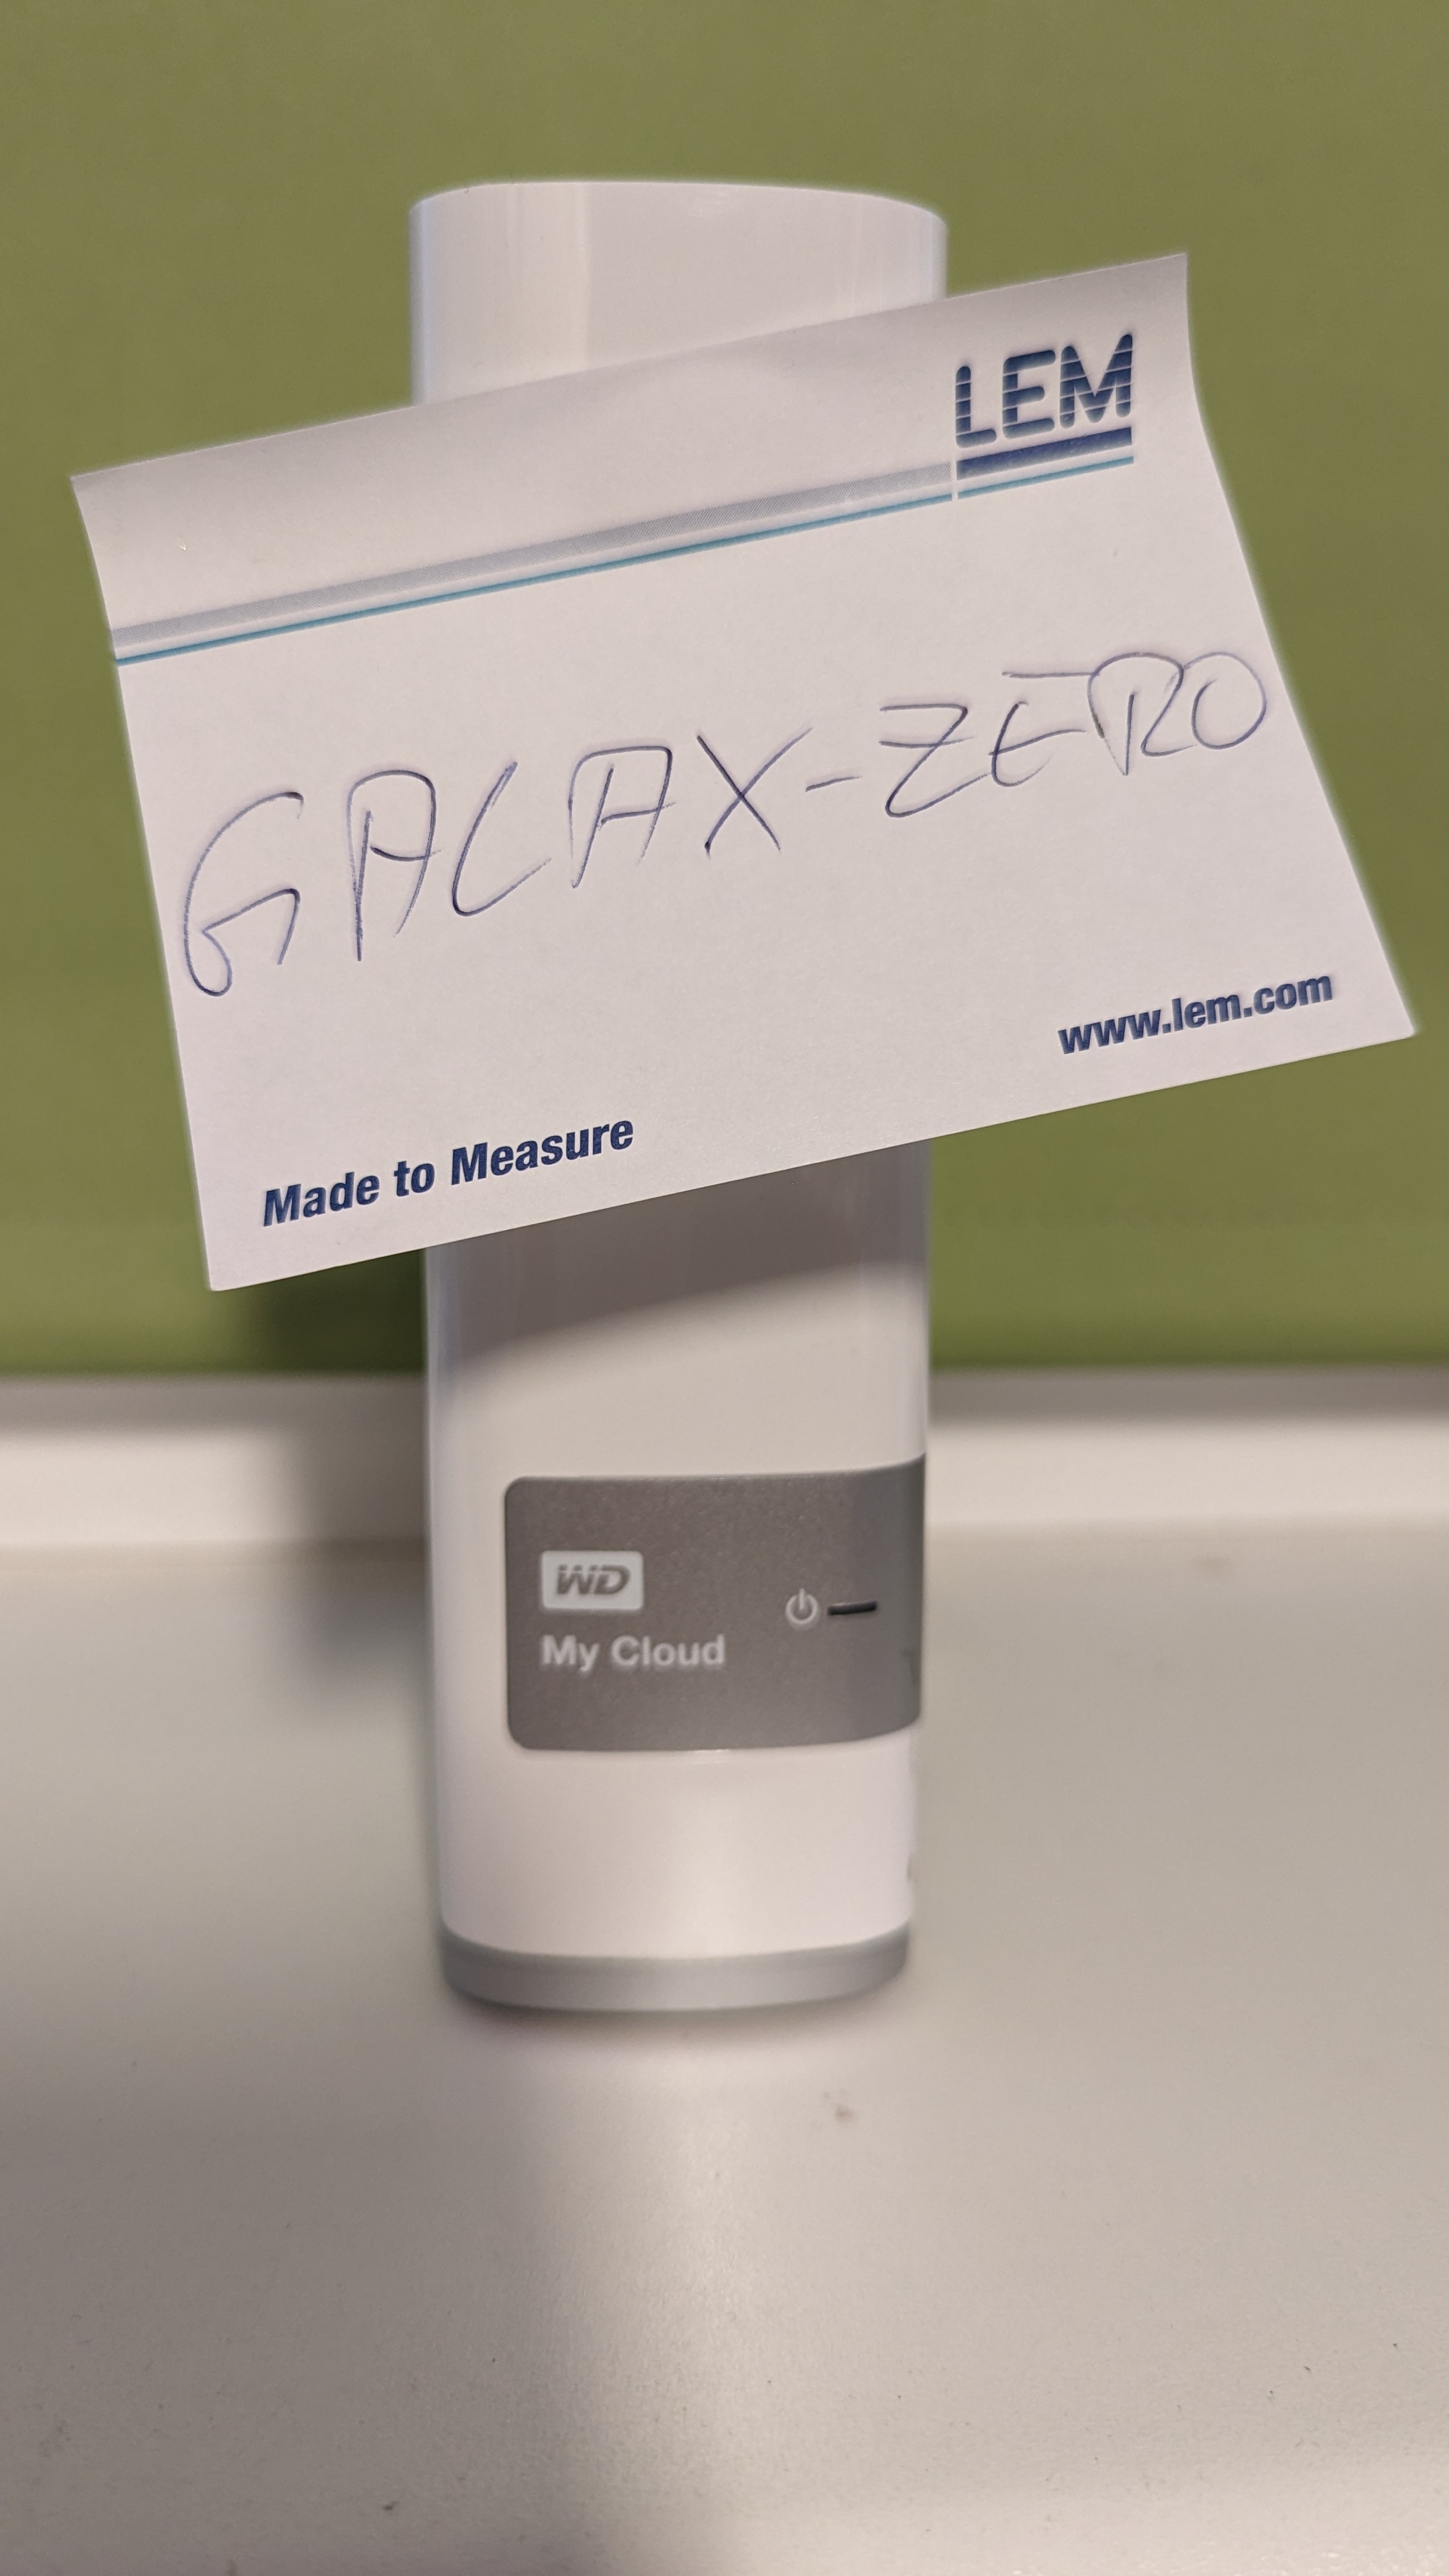 LEM
GALAX-ZERO
www.lem.com
Made to Measure
WD
My Cloud